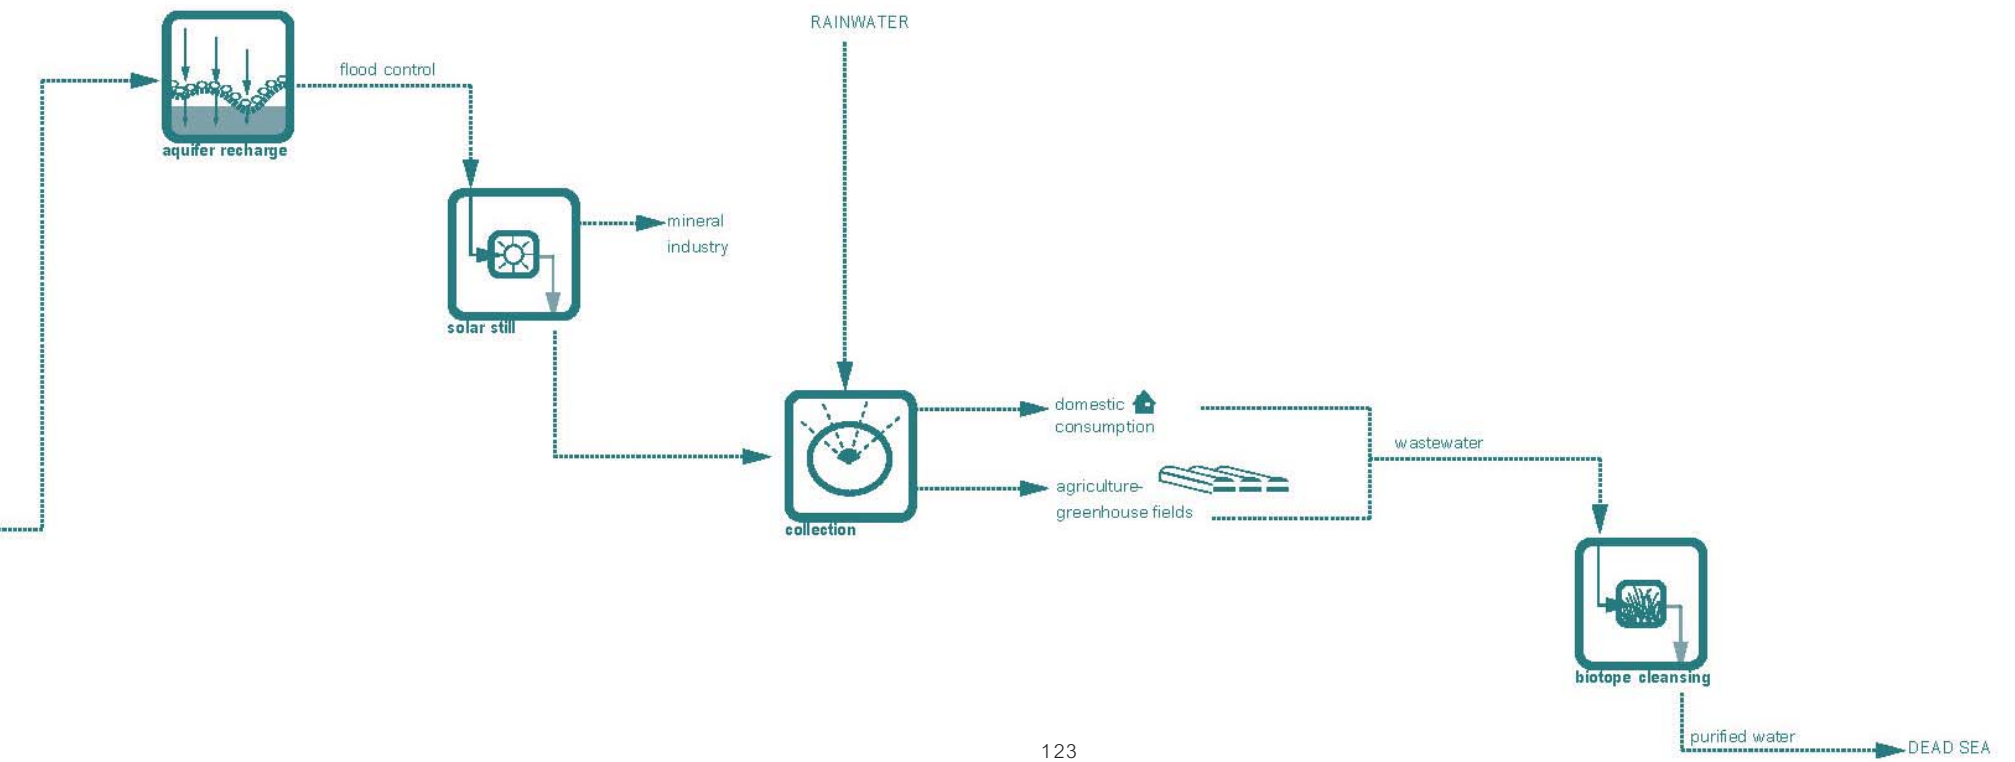 RAINWATER
flood control
aquifer recharge
mineral
industry
solar still
domestic
consumption
wastewater
agriculture-
greenhouse fields
collection
biotope cleansing
purified water
DEAD SEA
123